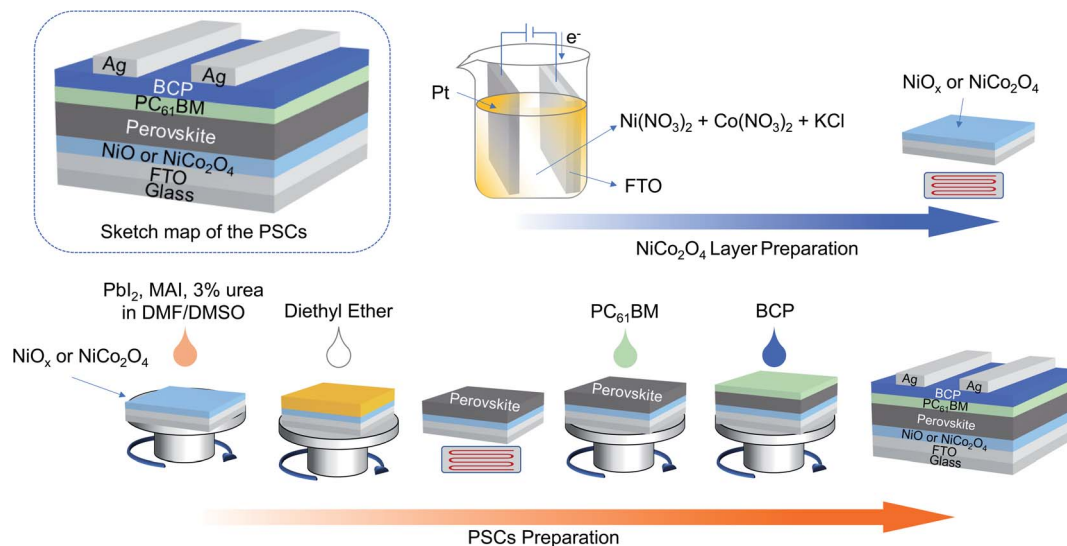 Ag
Ag
BCP
PC₆₁BM
Perovskite
NiO or NiCo₂O₄
FTO
Glass
Sketch map of the PSCs
e⁻
Pt
Ni(NO₃)₂ + Co(NO₃)₂ + KCl
FTO
NiOₓ or NiCo₂O₄
NiCo₂O₄ Layer Preparation
PbI₂, MAI, 3% urea
in DMF/DMSO
NiOₓ or NiCo₂O₄
Diethyl Ether
Perovskite
PC₆₁BM
Perovskite
BCP
Ag
Ag
BCP
PC₆₁BM
Perovskite
NiO or NiCo₂O₄
FTO
Glass
PSCs Preparation